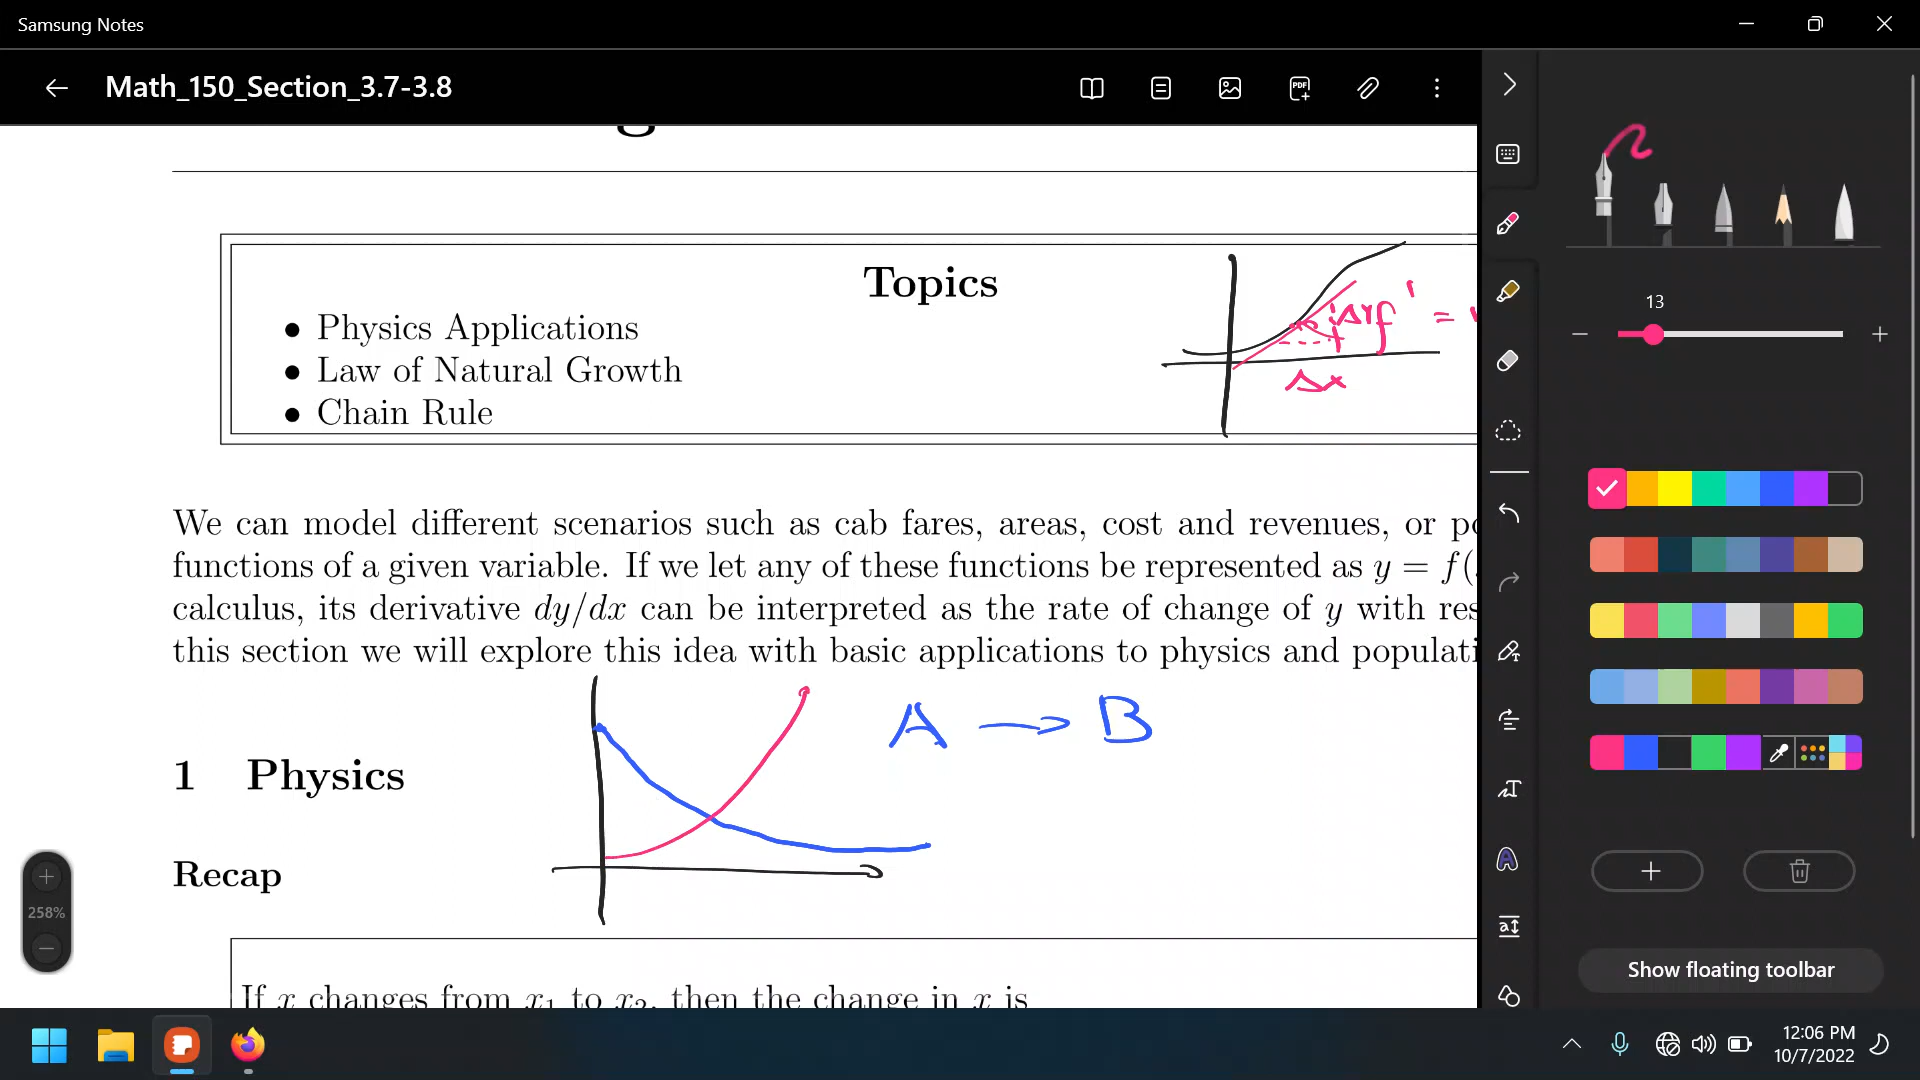 Samsung Notes
Math_150_Section_3.7-3.8
PDF
Topics
• Physics Applications
• Law of Natural Growth
• Chain Rule
Δy f' =
Δx
13
We can model different scenarios such as cab fares, areas, cost and revenues, or
functions of a given variable. If we let any of these functions be represented as y = f(
calculus, its derivative dy/dx can be interpreted as the rate of change of y with
this section we will explore this idea with basic applications to physics and
A → B
1 Physics
Recap
258%
If x changes from x₁ to x₂, then the change in x is
Show floating toolbar
12:06 PM
10/7/2022